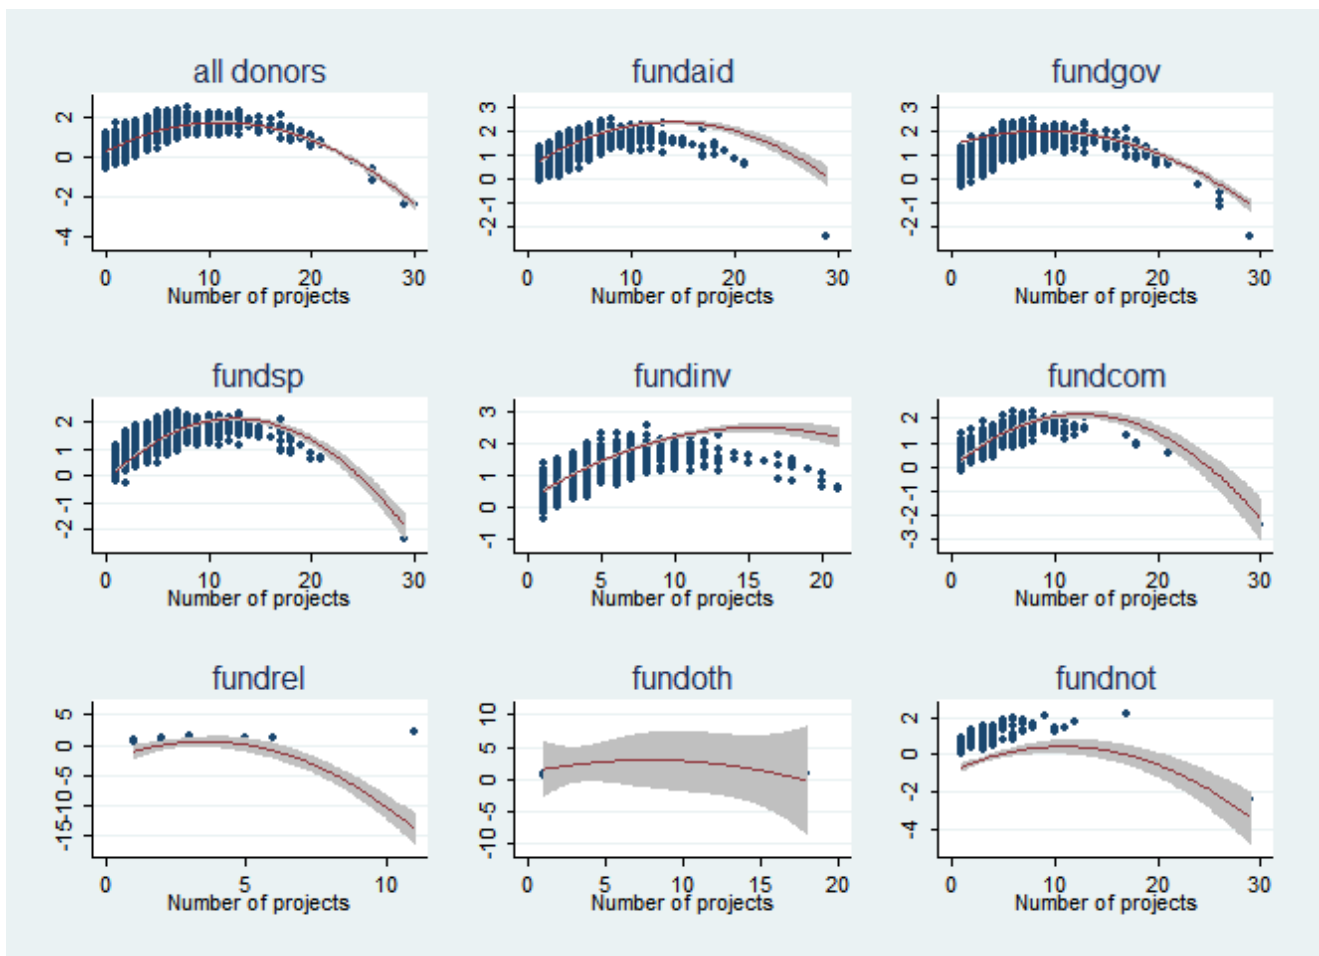 all donors
2
0
-2
-4
0 10 20 30
Number of projects
fundaid
3
2
1
0
-2-1
0 10 20 30
Number of projects
fundgov
3
2
1
0
-2-1
0 10 20 30
Number of projects
fundsp
2
1
0
-2-1
0 10 20 30
Number of projects
fundinv
3
2
1
0
-1
0 5 10 15 20
Number of projects
fundcom
2
1
0
-3-2-1
0 10 20 30
Number of projects
fundrel
5
0
-15-10-5
0 5 10
Number of projects
fundoth
10
5
0
-10-5
0 5 10 15 20
Number of projects
fundnot
2
0
-2
-4
0 10 20 30
Number of projects